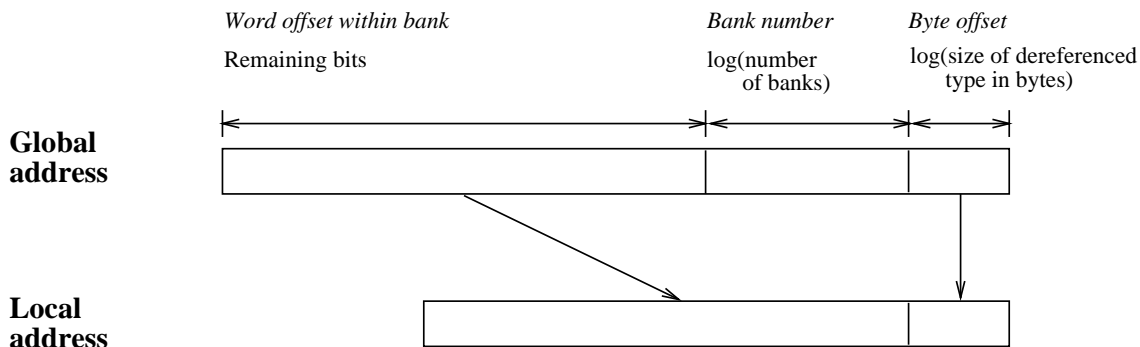 Word offset within bank
Bank number
Byte offset
Remaining bits
log(number
of banks)
log(size of dereferenced
type in bytes)
Global
address
Local
address